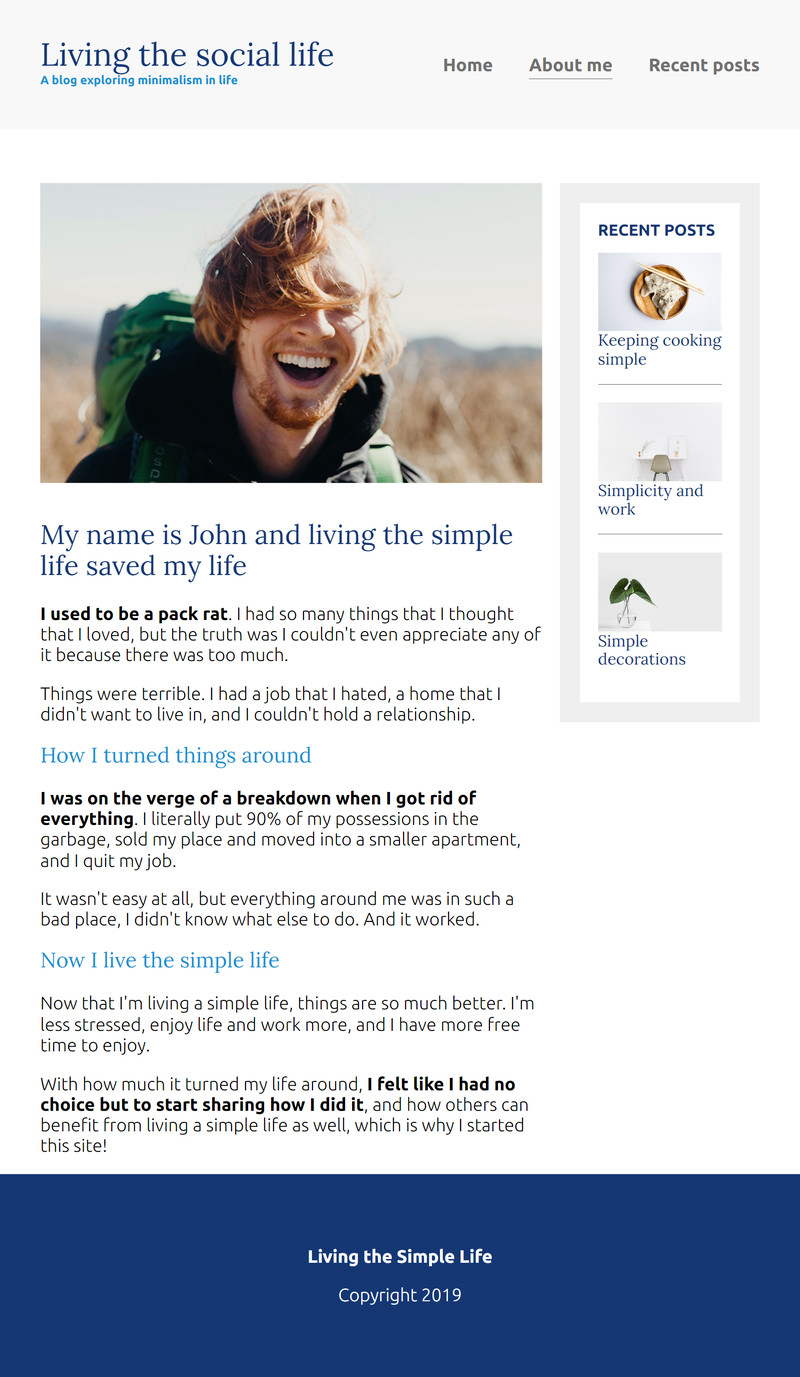 Living the social life
A blog exploring minimalism in life
Home
About me
Recent posts
My name is John and living the simple
life saved my life
I used to be a pack rat. I had so many things that I thought
that I loved, but the truth was I couldn't even appreciate any of
it because there was too much.
Things were terrible. I had a job that I hated, a home that I
didn't want to live in, and I couldn't hold a relationship.
How I turned things around
I was on the verge of a breakdown when I got rid of
everything. I literally put 90% of my possessions in the
garbage, sold my place and moved into a smaller apartment,
and I quit my job.
It wasn't easy at all, but everything around me was in such a
bad place, I didn't know what else to do. And it worked.
Now I live the simple life
Now that I'm living a simple life, things are so much better. I'm
less stressed, enjoy life and work more, and I have more free
time to enjoy.
With how much it turned my life around, I felt like I had no
choice but to start sharing how I did it, and how others can
benefit from living a simple life as well, which is why I started
this site!
RECENT POSTS
Keeping cooking
simple
Simplicity and
work
Simple
decorations
Living the Simple Life
Copyright 2019